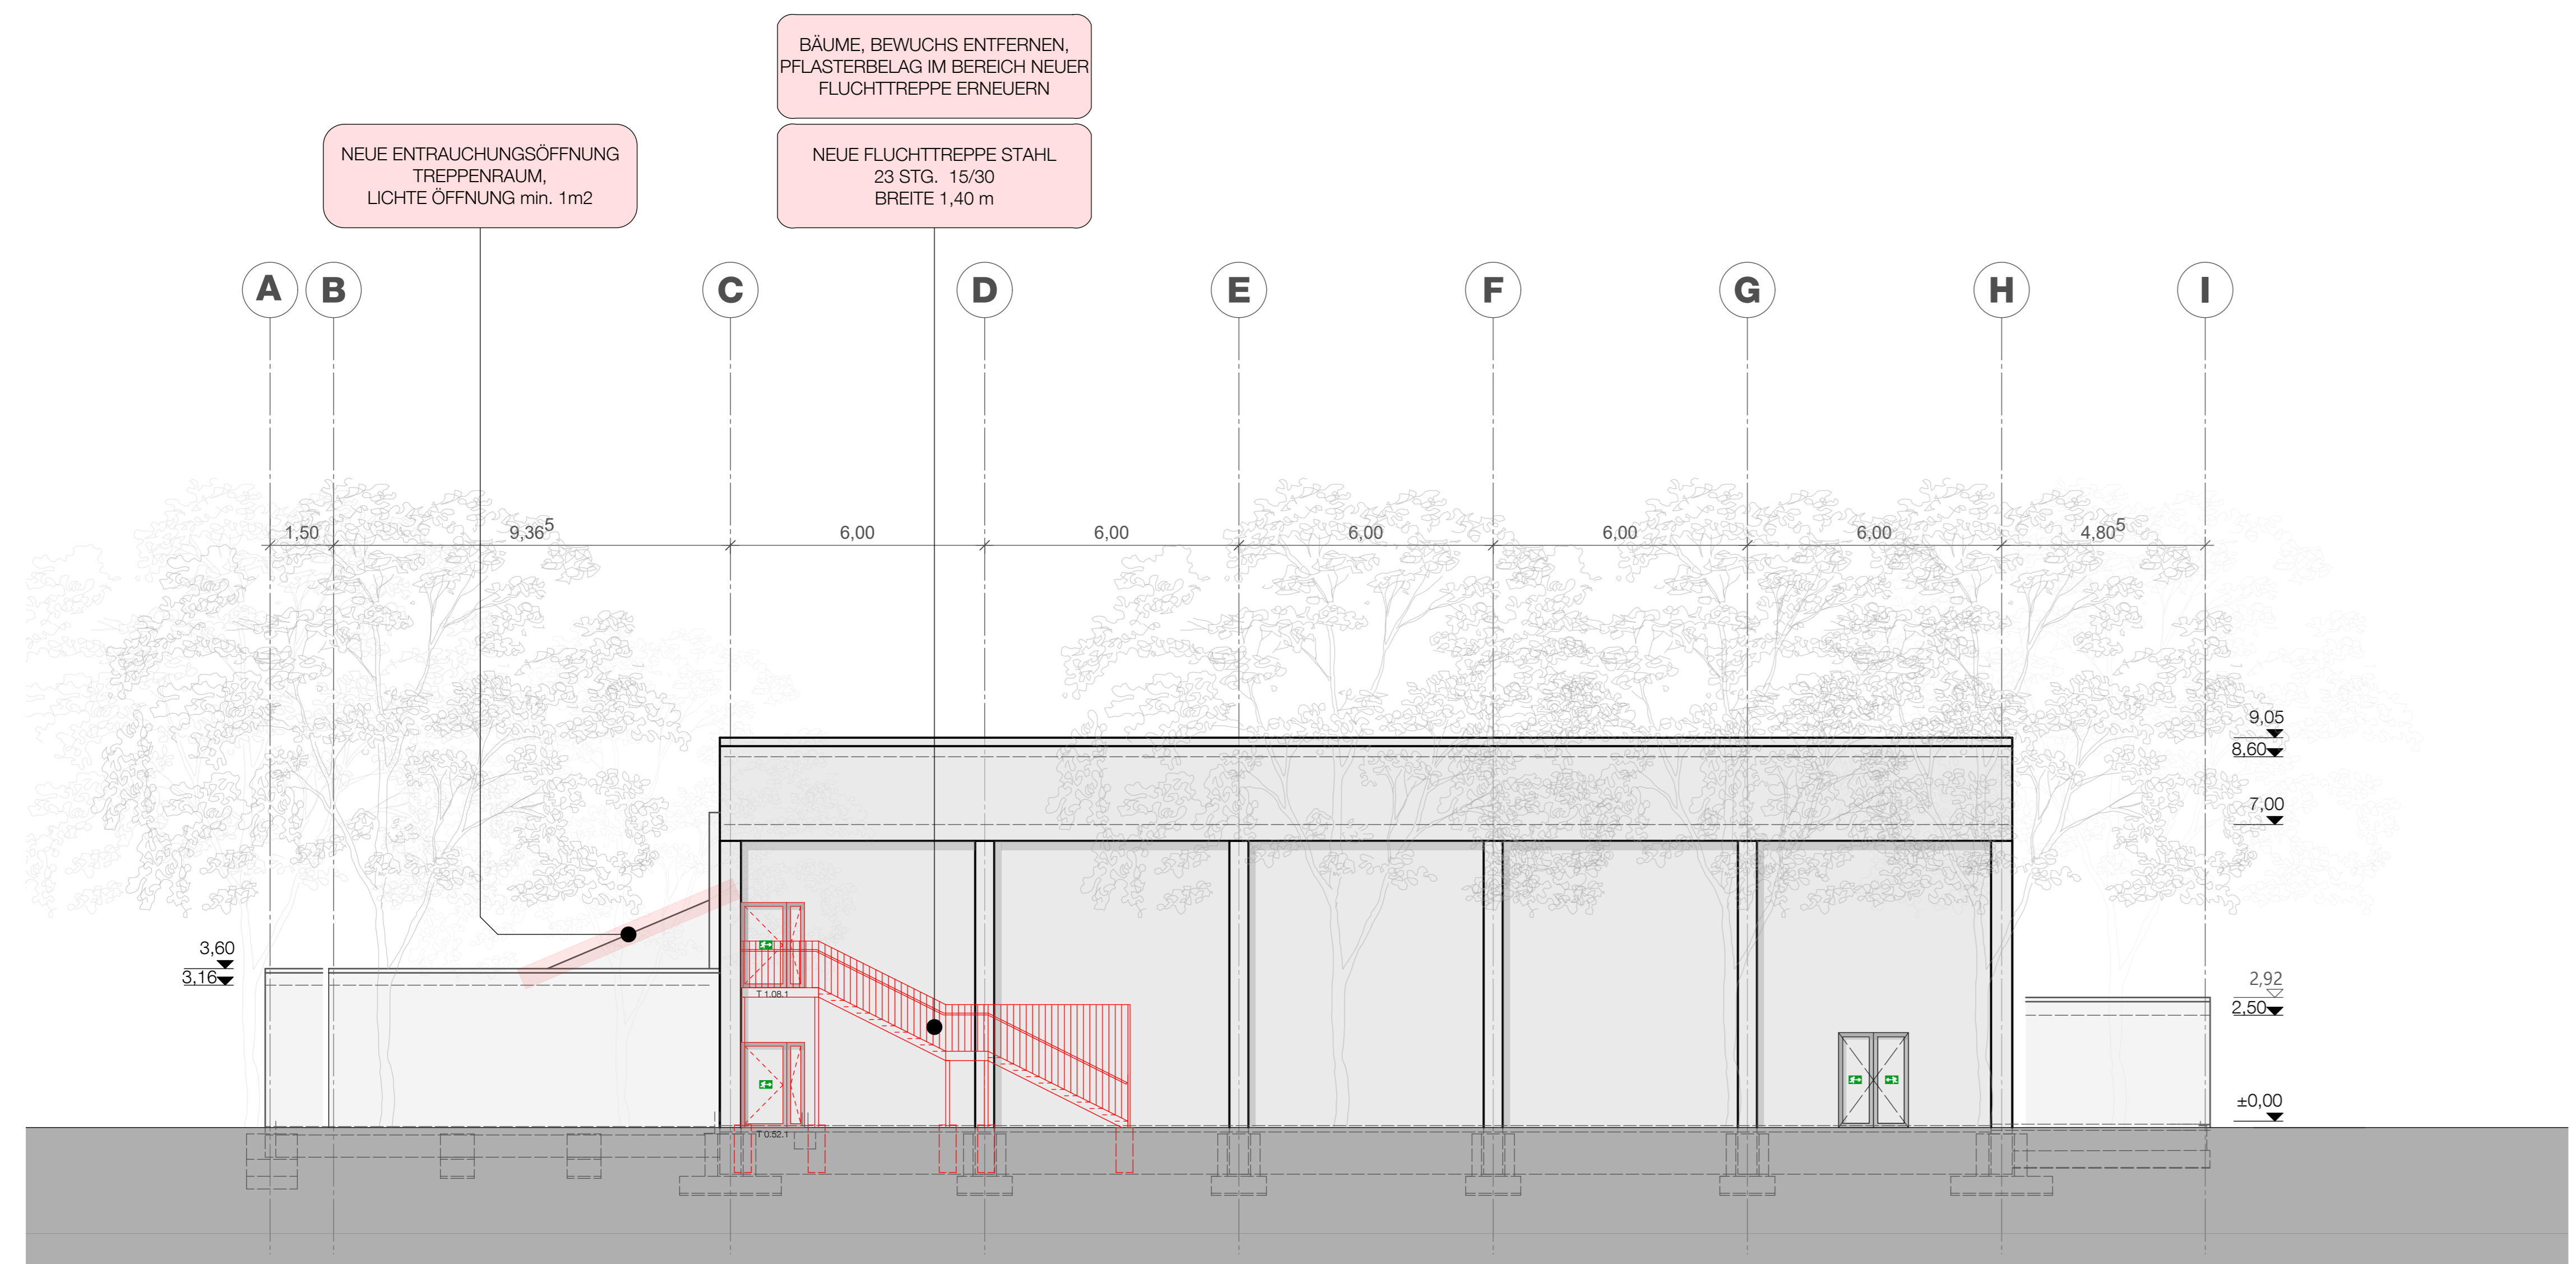 BÄUME, BEWUCHS ENTFERNEN,
PFLASTERBELAG IM BEREICH NEUER
FLUCHTTREPPE ERNEUERN
NEUE ENTRAUCHUNGSÖFFNUNG
TREPPENRAUM,
LICHTE ÖFFNUNG min. 1m2
NEUE FLUCHTTREPPE STAHL
23 STG. 15/30
BREITE 1,40 m
A B C D E F G H I
1,50 9,36⁵ 6,00 6,00 6,00 6,00 6,00 4,80⁵
9,05
8,60
7,00
3,60
3,16
2,92
2,50
T 1.08.1
±0,00
T 0.52.1